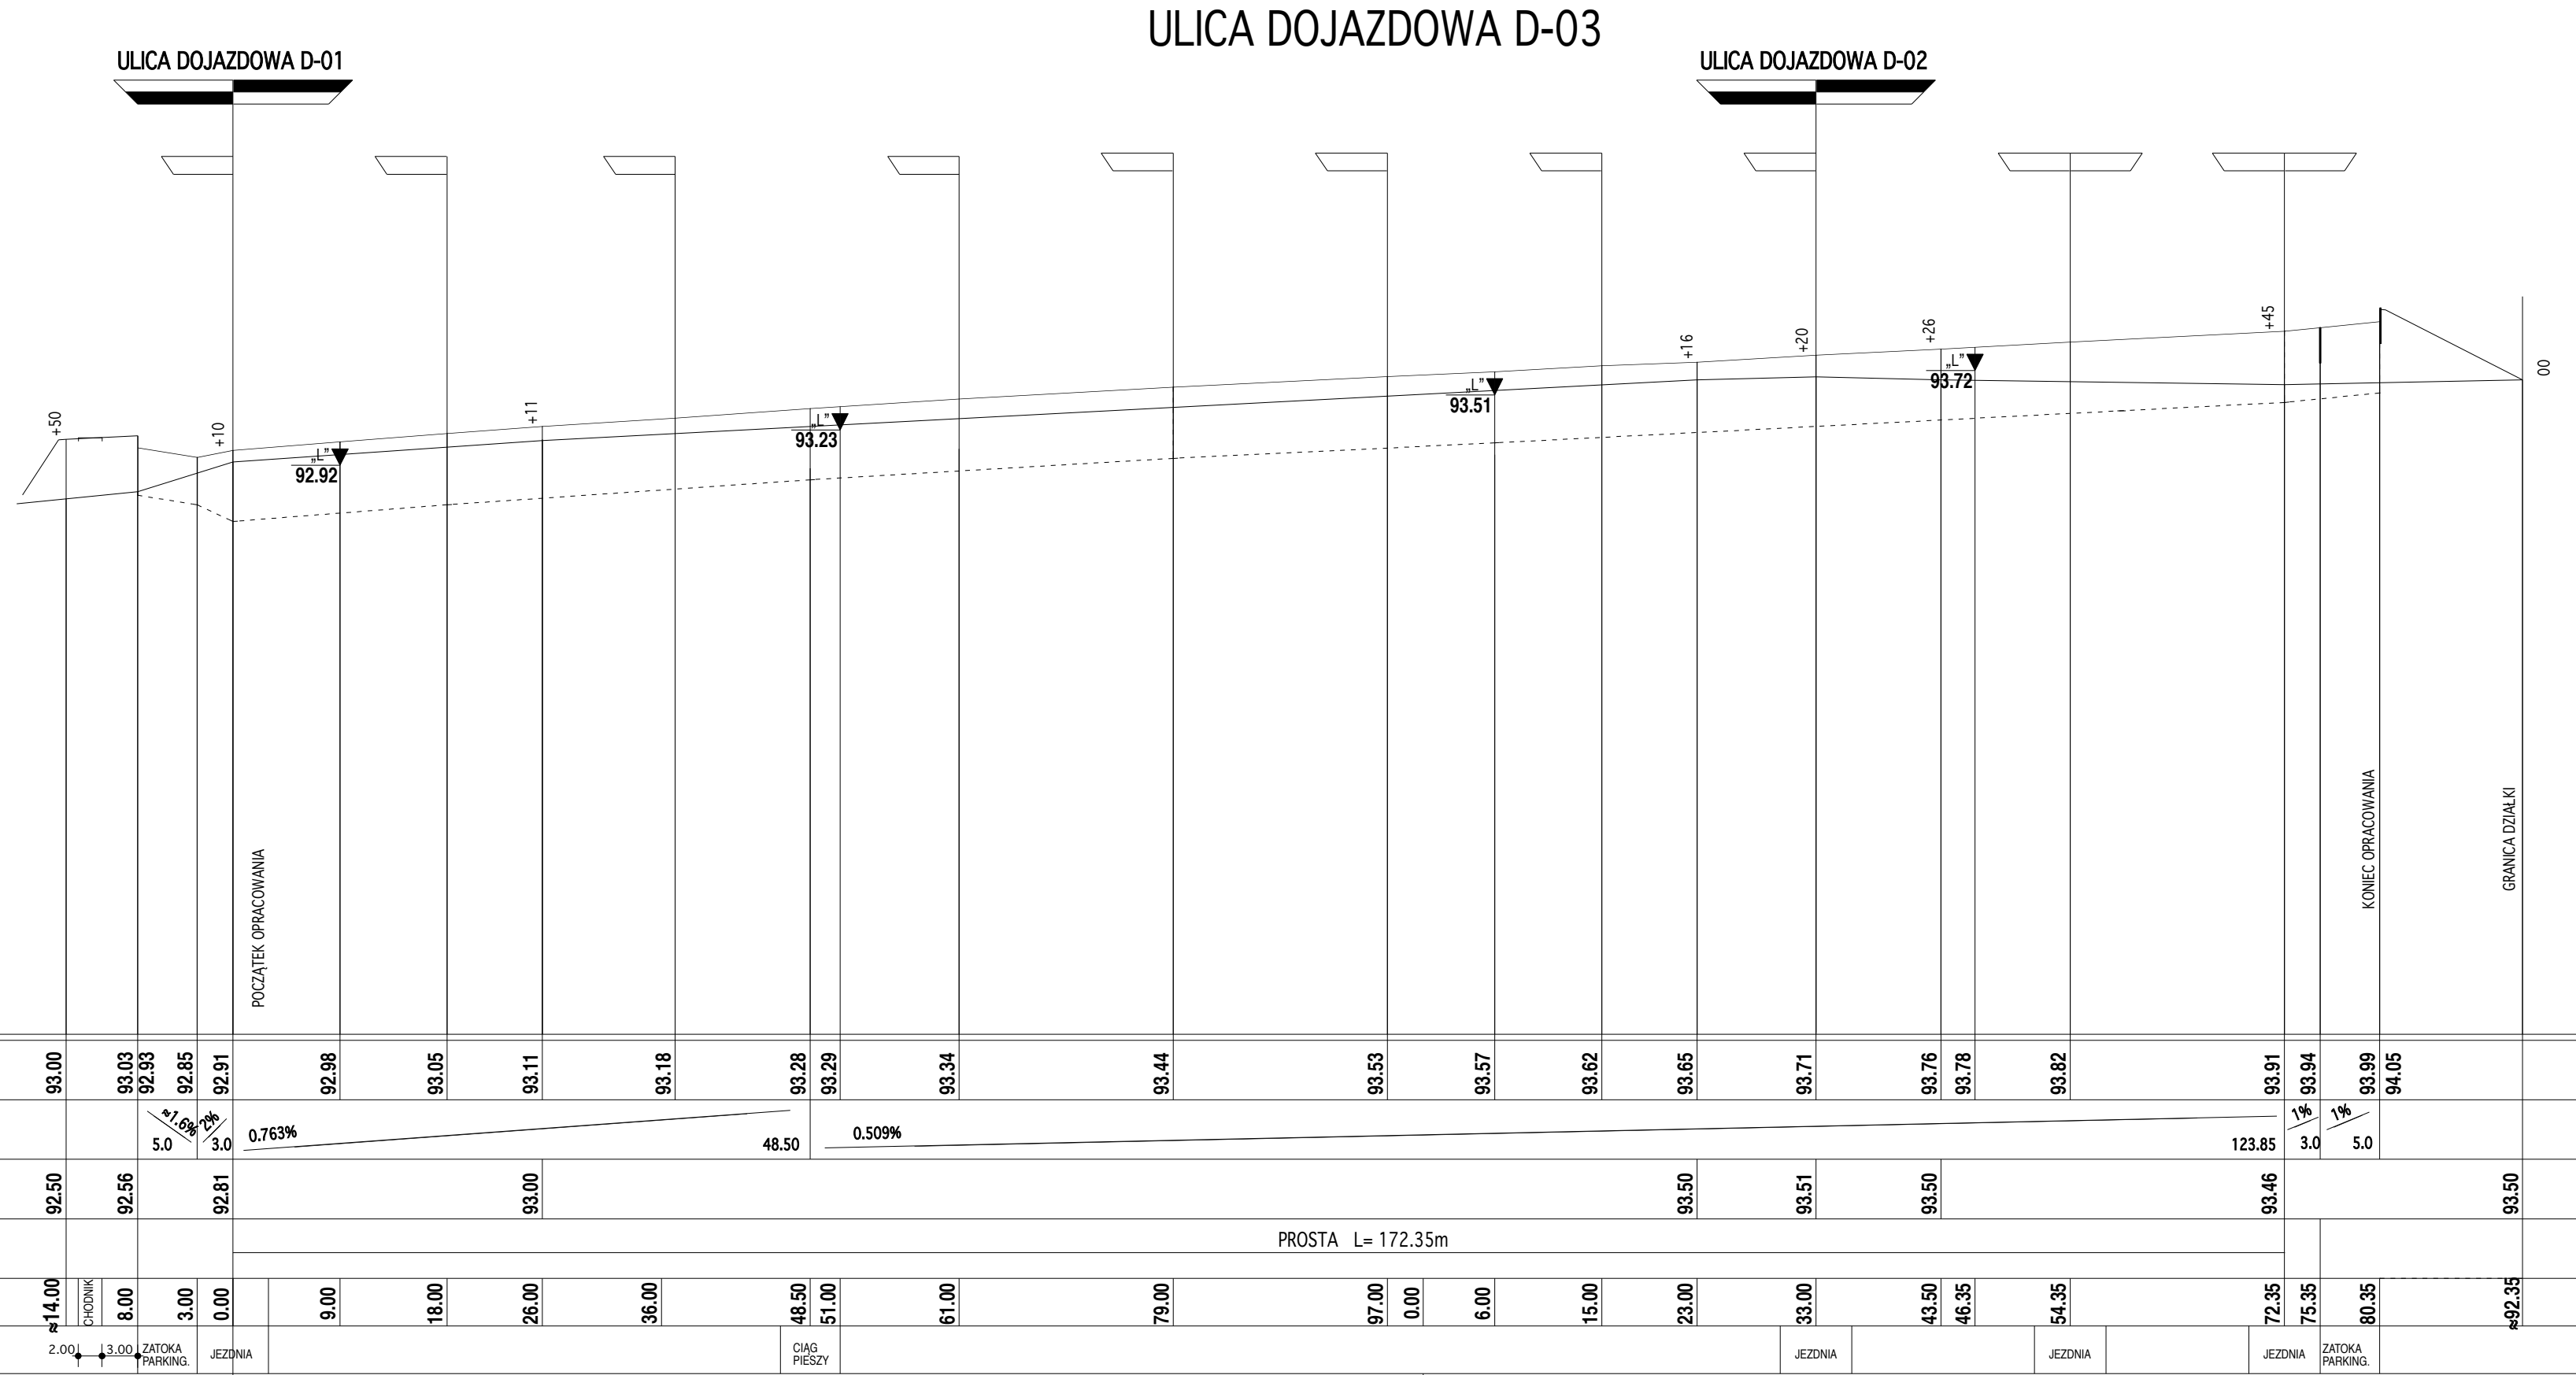 ULICA DOJAZDOWA D-03
ULICA DOJAZDOWA D-01
ULICA DOJAZDOWA D-02
+50
+10
+11
+16
+20
+26
+45
00
„L”
92.92
„L”
93.23
„L”
93.51
„L”
93.72
POCZĄTEK OPRACOWANIA
KONIEC OPRACOWANIA
GRANICA DZIAŁKI
93.00 93.03 92.93 92.85 92.91 92.98 93.05 93.11 93.18 93.28 93.29 93.34 93.44 93.53 93.57 93.62 93.65 93.71 93.76 93.78 93.82 93.91 93.94 93.99 94.05
≈1.6% 2% 0.763% 0.509% 1% 1%
5.0 3.0 48.50 123.85 3.0 5.0
92.50 92.56 92.81 93.00 93.50 93.51 93.50 93.46 93.50
PROSTA L= 172.35m
≈14.00 CHODNIK 8.00 3.00 0.00 9.00 18.00 26.00 36.00 48.50 51.00 61.00 79.00 97.00 0.00 6.00 15.00 23.00 33.00 43.50 46.35 54.35 72.35 75.35 80.35 ≈92.35
2.00 3.00
ZATOKA
PARKING.
JEZDNIA
CIĄG
PIESZY
JEZDNIA
JEZDNIA
JEZDNIA
ZATOKA
PARKING.